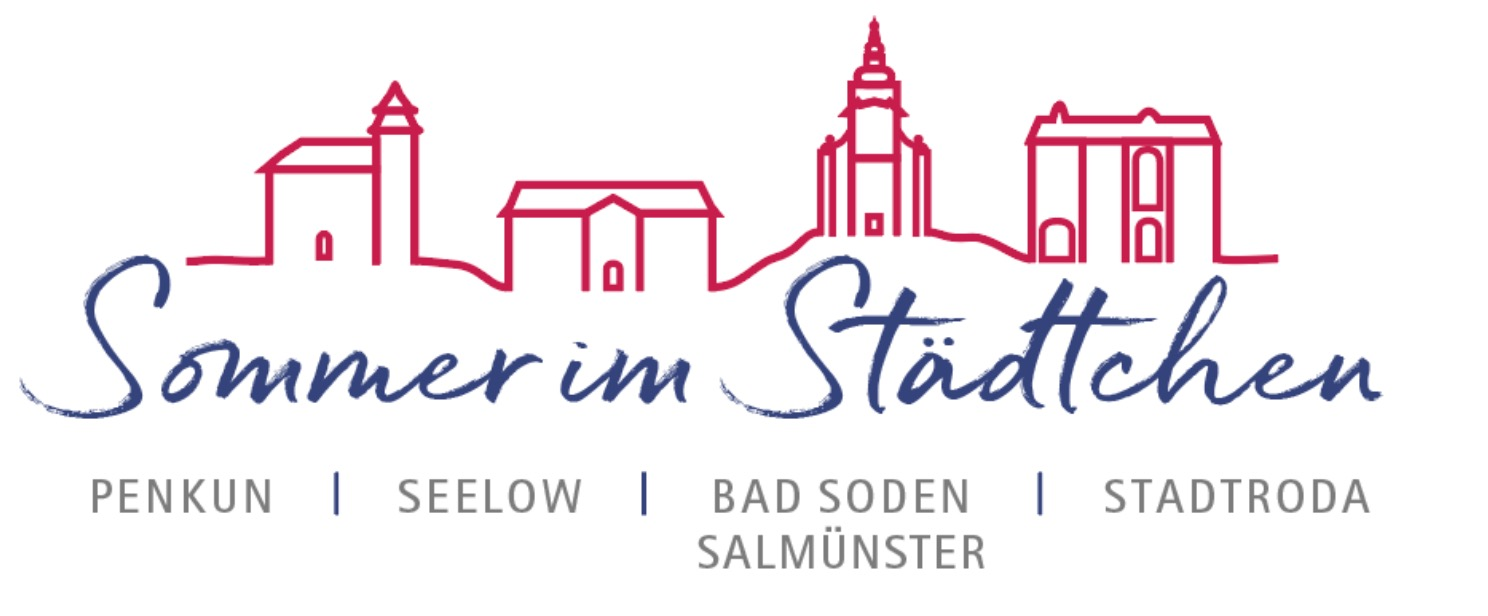 Sommer im Städtchen
PENKUN | SEELOW | BAD SODEN | STADTRODA
SALMÜNSTER